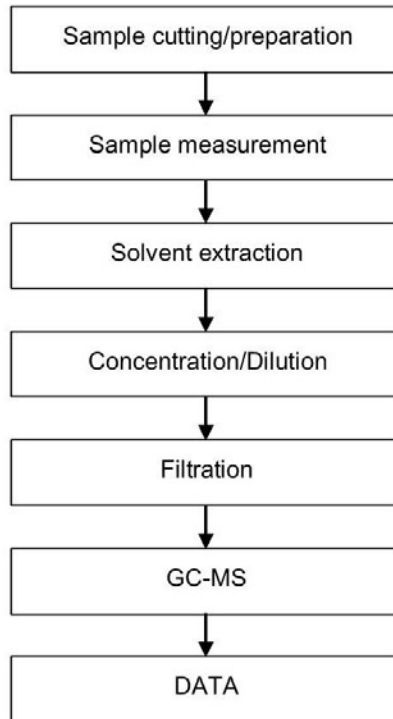 Sample cutting/preparation
Sample measurement
Solvent extraction
Concentration/Dilution
Filtration
GC-MS
DATA